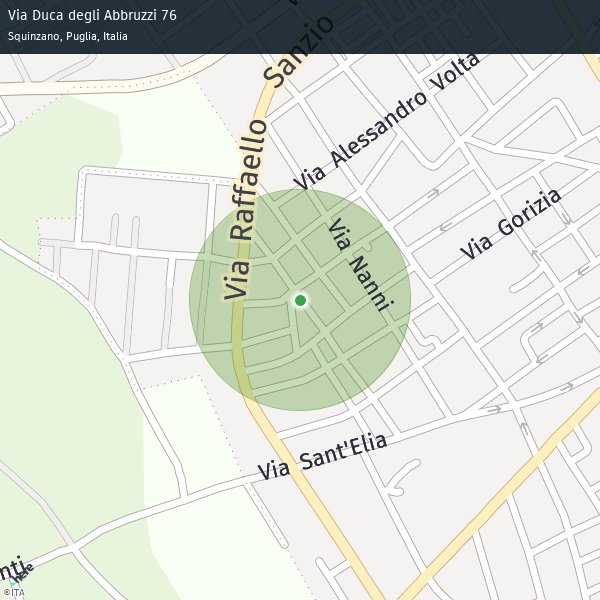 Via Duca degli Abbruzzi 76
Squinzano, Puglia, Italia
Via Raffaello Sanzio
Via Alessandro Volta
Via Gorizia
Via Nanni
Via Sant'Elia
nti
here
©ITA